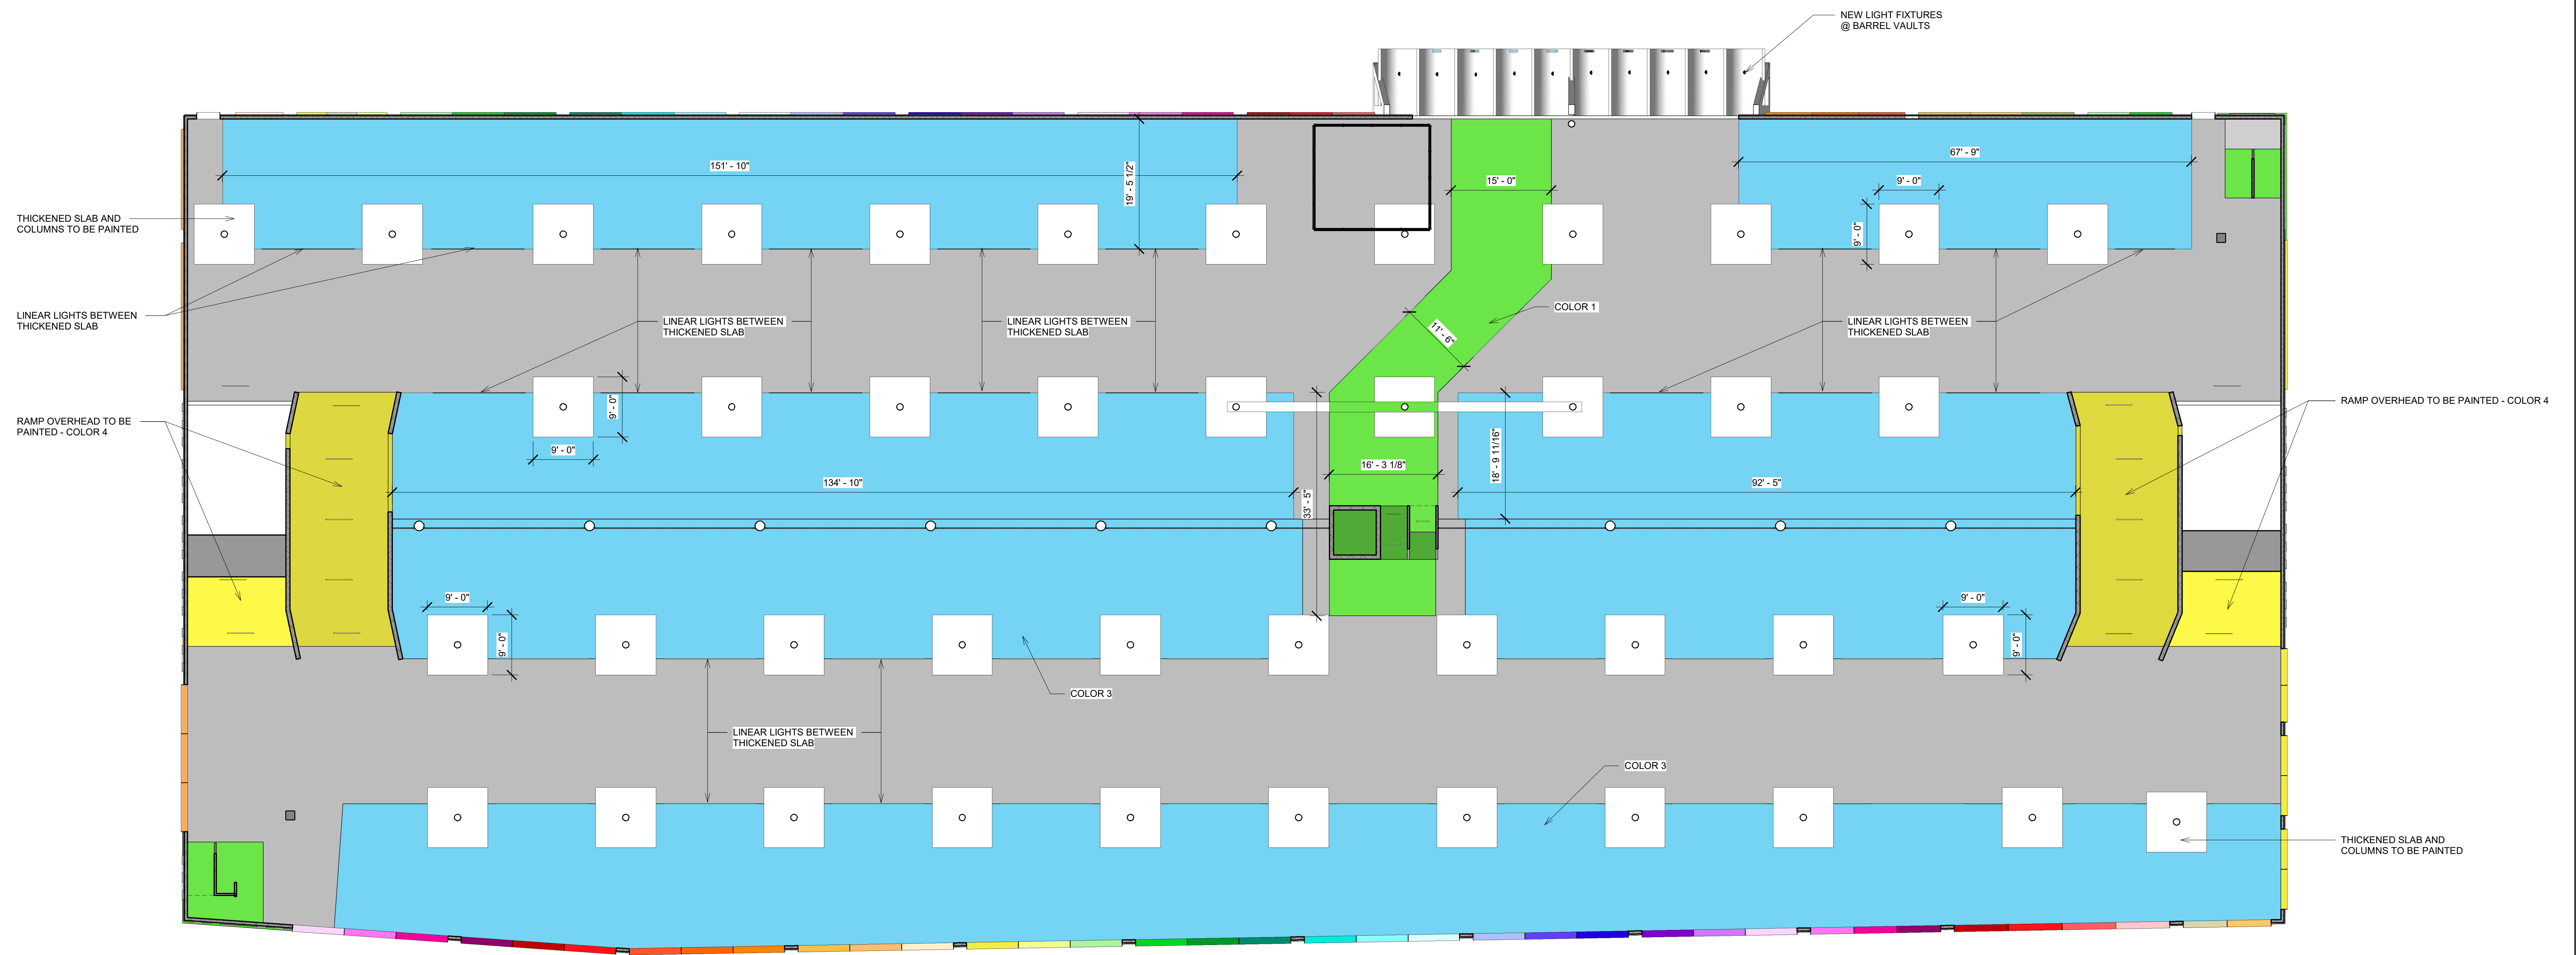 NEW LIGHT FIXTURES
@ BARREL VAULTS
151' - 10"
19' - 5 1/2"
15' - 0"
67' - 9"
9' - 0"
9' - 0"
THICKENED SLAB AND
COLUMNS TO BE PAINTED
LINEAR LIGHTS BETWEEN
THICKENED SLAB
LINEAR LIGHTS BETWEEN
THICKENED SLAB
LINEAR LIGHTS BETWEEN
THICKENED SLAB
COLOR 1
11' - 6"
LINEAR LIGHTS BETWEEN
THICKENED SLAB
RAMP OVERHEAD TO BE
PAINTED - COLOR 4
9' - 0"
9' - 0"
RAMP OVERHEAD TO BE PAINTED - COLOR 4
134' - 10"
33' - 5"
16' - 3 1/8"
18' - 9 11/16"
92' - 5"
9' - 0"
9' - 0"
9' - 0"
9' - 0"
COLOR 3
LINEAR LIGHTS BETWEEN
THICKENED SLAB
COLOR 3
THICKENED SLAB AND
COLUMNS TO BE PAINTED